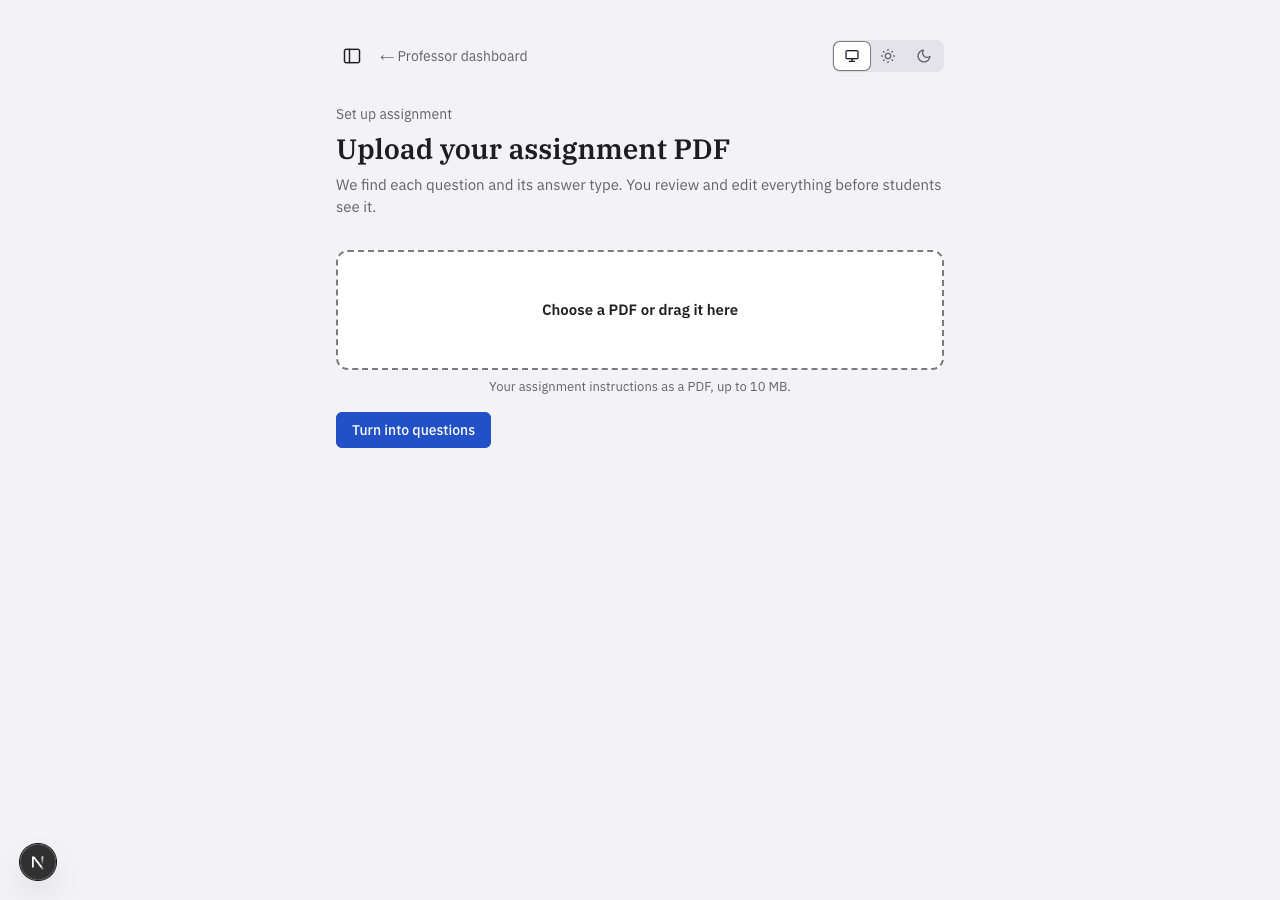 ← Professor dashboard
Set up assignment
Upload your assignment PDF
We find each question and its answer type. You review and edit everything before students
see it.
Choose a PDF or drag it here
Your assignment instructions as a PDF, up to 10 MB.
Turn into questions
N